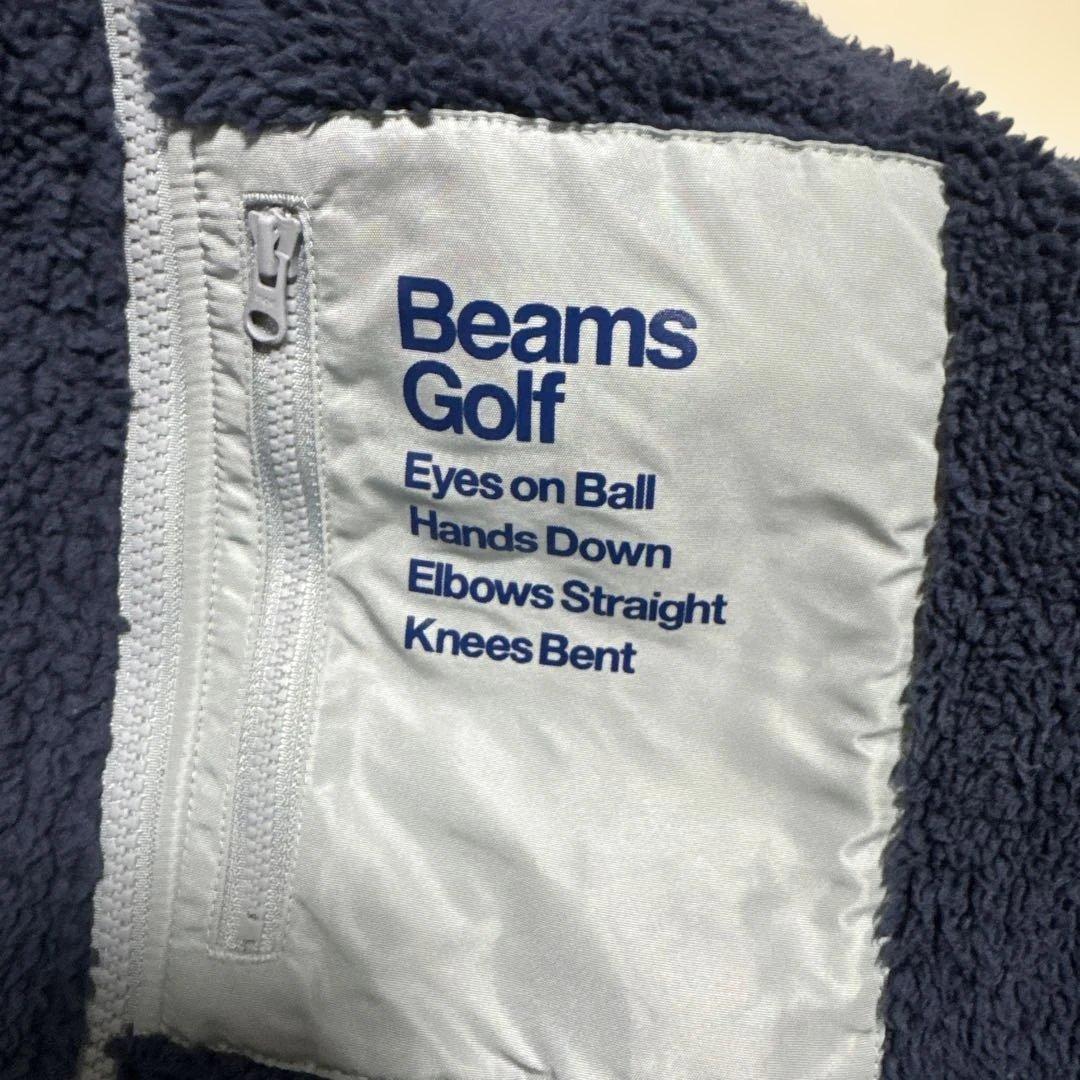 Beams
Golf
Eyes on Ball
Hands Down
Elbows Straight
Knees Bent